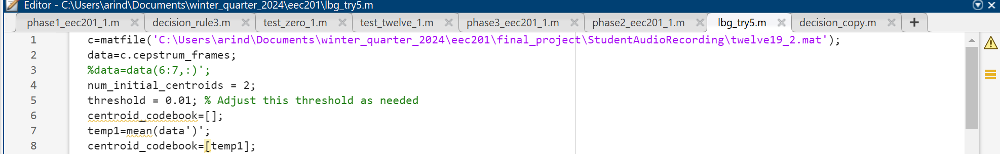 Editor - C:\Users\arind\Documents\winter_quarter_2024\eec201\lbg_try5.m
phase1_eec201_1.m decision_rule3.m test_zero_1.m test_twelve_1.m phase3_eec201_1.m phase2_eec201_1.m lbg_try5.m decision_copy.m
1 c=matfile('C:\Users\arind\Documents\winter_quarter_2024\eec201\final_project\StudentAudioRecording\twelve19_2.mat');
2 data=c.cepstrum_frames;
3 %data=data(6:7,:)';
4 num_initial_centroids = 2;
5 threshold = 0.01; % Adjust this threshold as needed
6 centroid_codebook=[];
7 temp1=mean(data')';
8 centroid_codebook=[temp1];